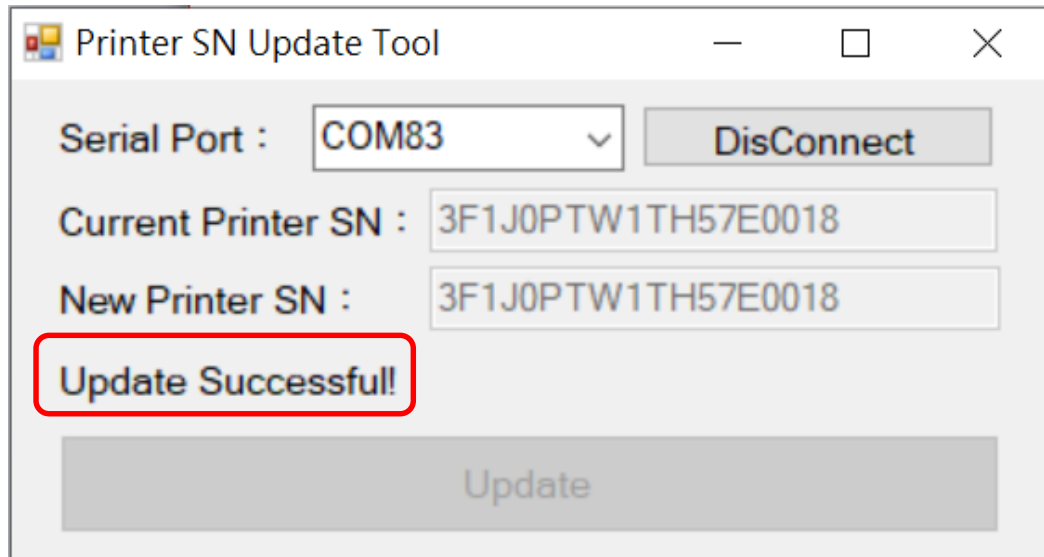 Printer SN Update Tool
Serial Port： COM83 DisConnect
Current Printer SN： 3F1J0PTW1TH57E0018
New Printer SN： 3F1J0PTW1TH57E0018
Update Successful!
Update